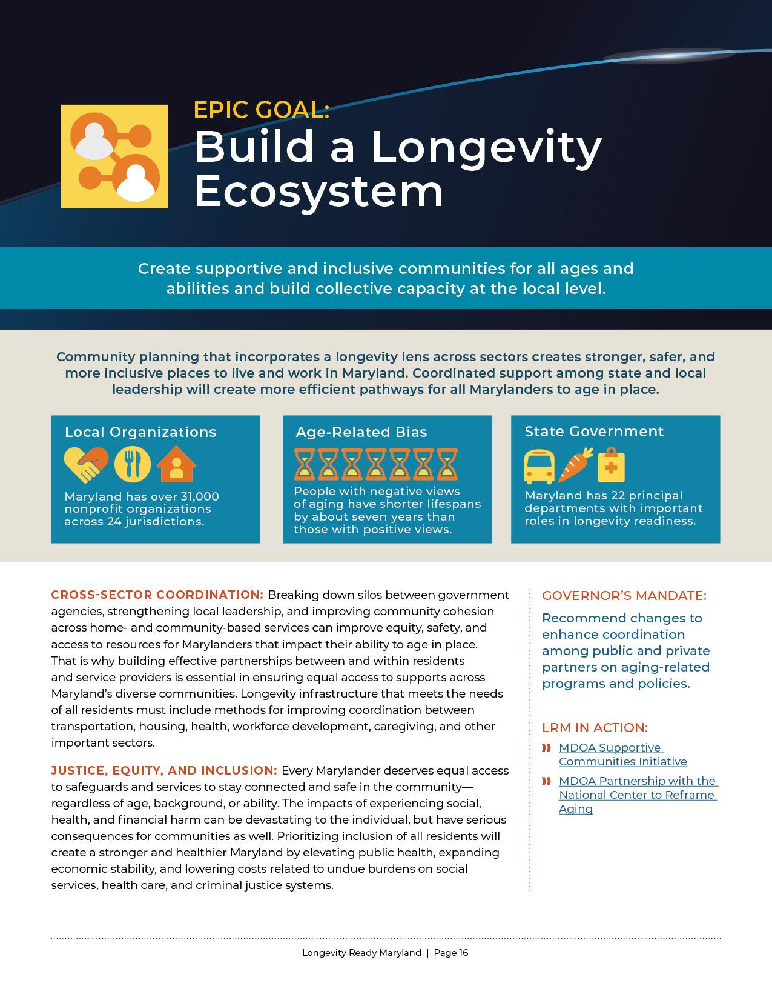 EPIC GOAL:
Build a Longevity
Ecosystem
Create supportive and inclusive communities for all ages and
abilities and build collective capacity at the local level.
Community planning that incorporates a longevity lens across sectors creates stronger, safer, and
more inclusive places to live and work in Maryland. Coordinated support among state and local
leadership will create more efficient pathways for all Marylanders to age in place.
Local Organizations
Maryland has over 31,000
nonprofit organizations
across 24 jurisdictions.
Age-Related Bias
People with negative views
of aging have shorter lifespans
by about seven years than
those with positive views.
State Government
Maryland has 22 principal
departments with important
roles in longevity readiness.
CROSS-SECTOR COORDINATION: Breaking down silos between government
agencies, strengthening local leadership, and improving community cohesion
across home- and community-based services can improve equity, safety, and
access to resources for Marylanders that impact their ability to age in place.
That is why building effective partnerships between and within residents
and service providers is essential in ensuring equal access to supports across
Maryland’s diverse communities. Longevity infrastructure that meets the needs
of all residents must include methods for improving coordination between
transportation, housing, health, workforce development, caregiving, and other
important sectors.
JUSTICE, EQUITY, AND INCLUSION: Every Marylander deserves equal access
to safeguards and services to stay connected and safe in the community—
regardless of age, background, or ability. The impacts of experiencing social,
health, and financial harm can be devastating to the individual, but have serious
consequences for communities as well. Prioritizing inclusion of all residents will
create a stronger and healthier Maryland by elevating public health, expanding
economic stability, and lowering costs related to undue burdens on social
services, health care, and criminal justice systems.
GOVERNOR’S MANDATE:
Recommend changes to
enhance coordination
among public and private
partners on aging-related
programs and policies.
LRM IN ACTION:
MDOA Supportive
Communities Initiative
MDOA Partnership with the
National Center to Reframe
Aging
Longevity Ready Maryland | Page 16